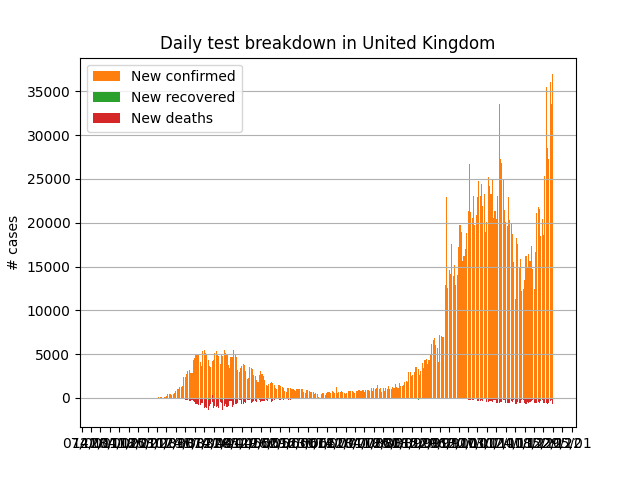 Daily test breakdown in United Kingdom
New confirmed
New recovered
New deaths
35000
30000
25000
20000
15000
10000
5000
0
# cases